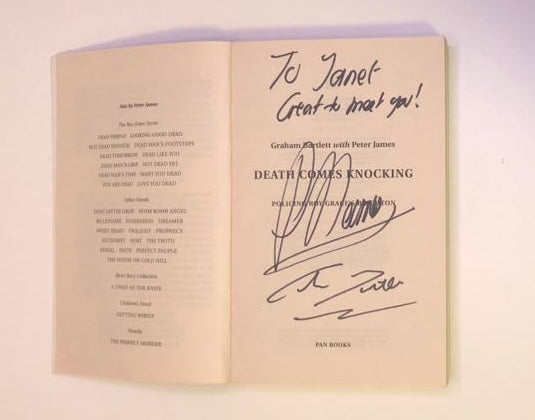 Also by Peter James
The Roy Grace Series
DEAD SIMPLE LOOKING GOOD DEAD
NOT DEAD ENOUGH DEAD MAN'S FOOTSTEPS
DEAD TOMORROW DEAD LIKE YOU
DEAD MAN'S GRIP NOT DEAD YET
DEAD MAN'S TIME WANT YOU DEAD
YOU ARE DEAD LOVE YOU DEAD
Other Novels
DEAD LETTER DROP ATOM BOMB ANGEL
BILLIONAIRE POSSESSION DREAMER
SWEET HEART TWILIGHT PROPHECY
ALCHEMIST HOST THE TRUTH
DENIAL FAITH PERFECT PEOPLE
THE HOUSE ON COLD HILL
Short Story Collection
A TWIST OF THE KNIFE
Children's Novel
GETTING WIRED!
Novella
THE PERFECT MURDER
To Janet
Great to meet you!
Graham Bartlett with Peter James
DEATH COMES KNOCKING
POLICING ROY GRACE'S BRIGHTON
PAN BOOKS